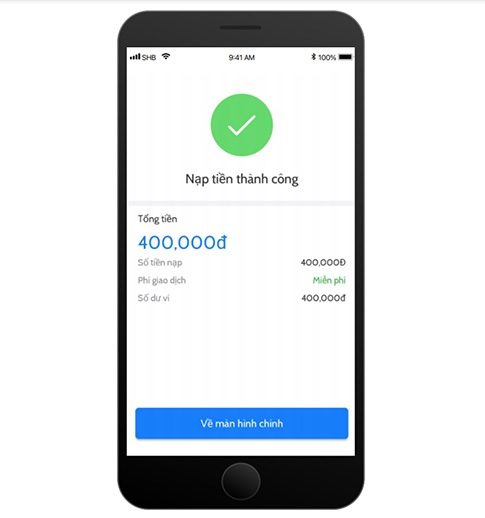 SHB 9:41 AM 100%
Nạp tiền thành công
Tổng tiền
400,000đ
Số tiền nạp 400,000Đ
Phí giao dịch Miễn phí
Số dư ví 400,000đ
Về màn hình chính